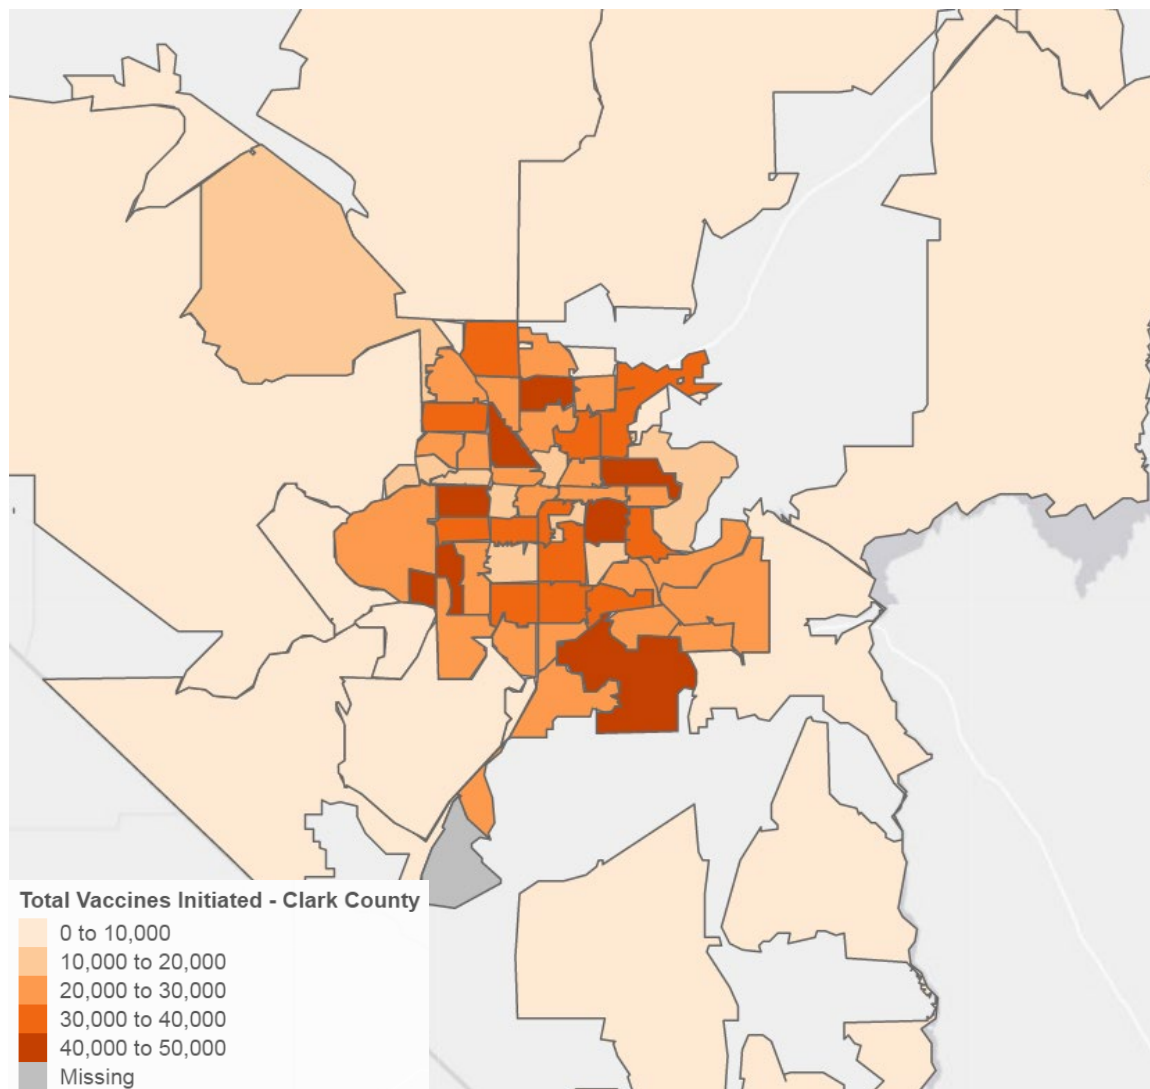 Total Vaccines Initiated - Clark County
0 to 10,000
10,000 to 20,000
20,000 to 30,000
30,000 to 40,000
40,000 to 50,000
Missing